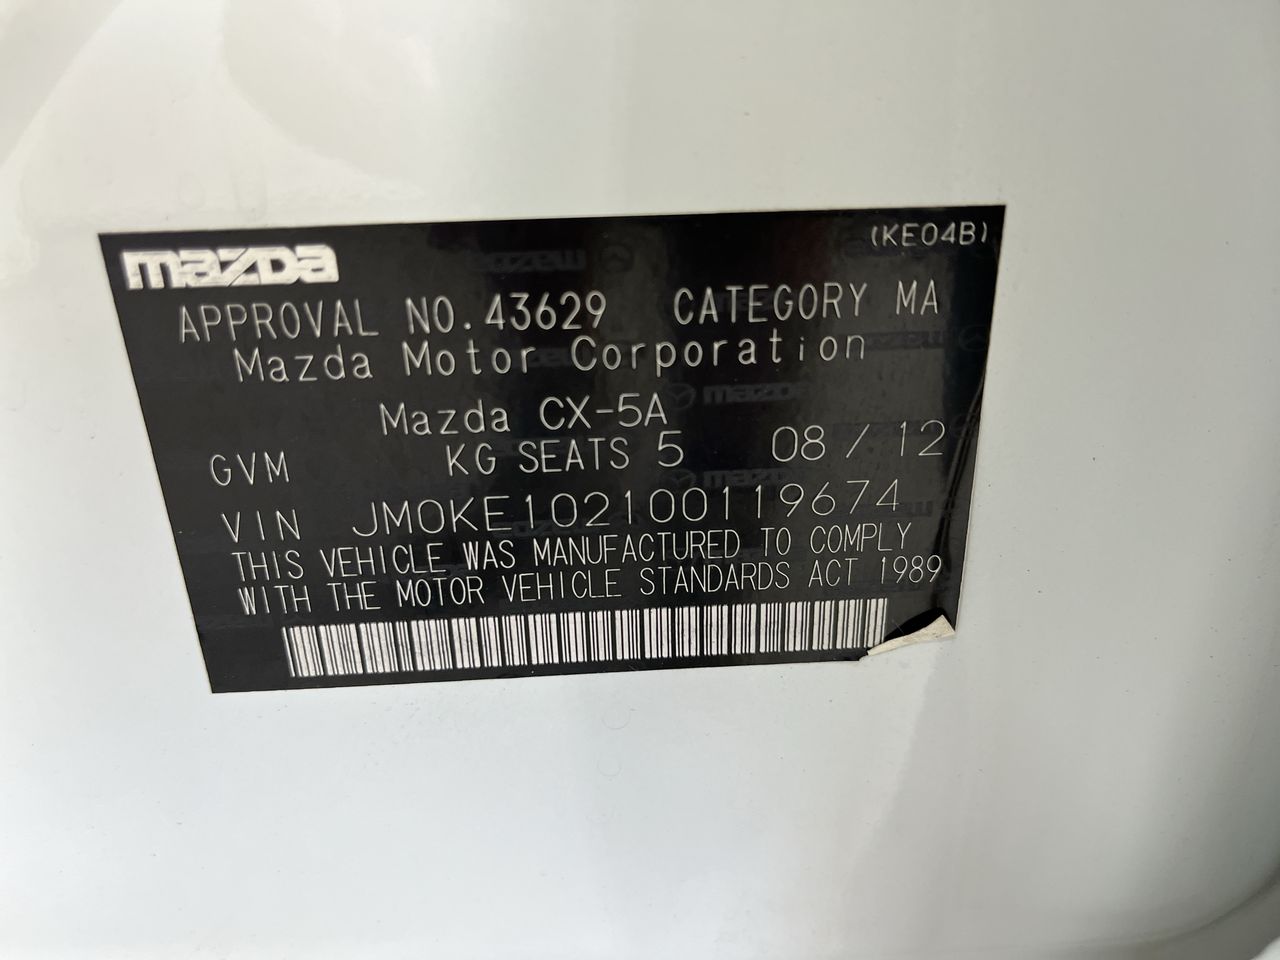 (KE04B)
mazda
APPROVAL NO.43629 CATEGORY MA
Mazda Motor Corporation
Mazda CX-5A
GVM KG SEATS 5 08/12
VIN JM0KE102100119674
THIS VEHICLE WAS MANUFACTURED TO COMPLY
WITH THE MOTOR VEHICLE STANDARDS ACT 1989